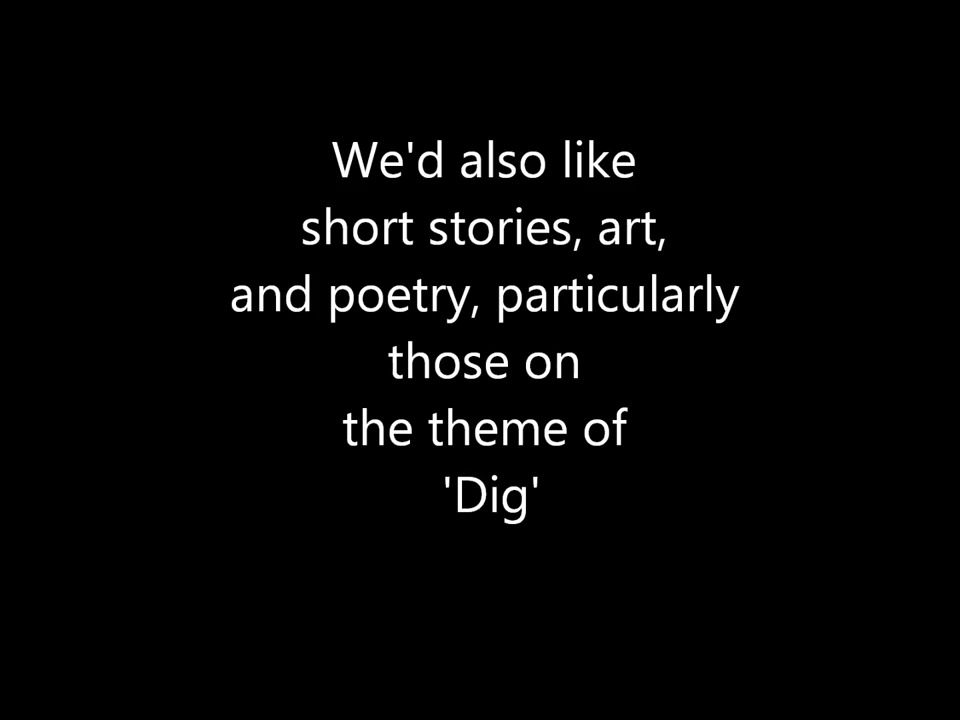 We'd also like
short stories, art,
and poetry, particularly
those on
the theme of
'Dig'